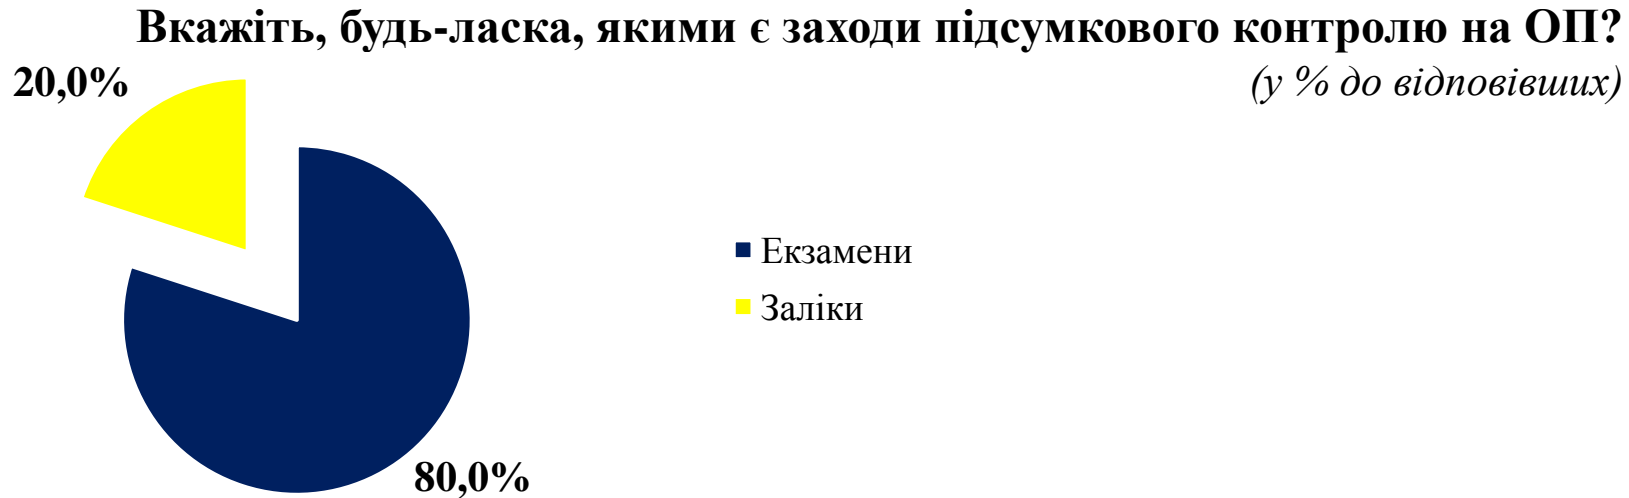 Вкажіть, будь-ласка, якими є заходи підсумкового контролю на ОП?
(у % до відповівших)
20,0%
Екзамени
Заліки
80,0%